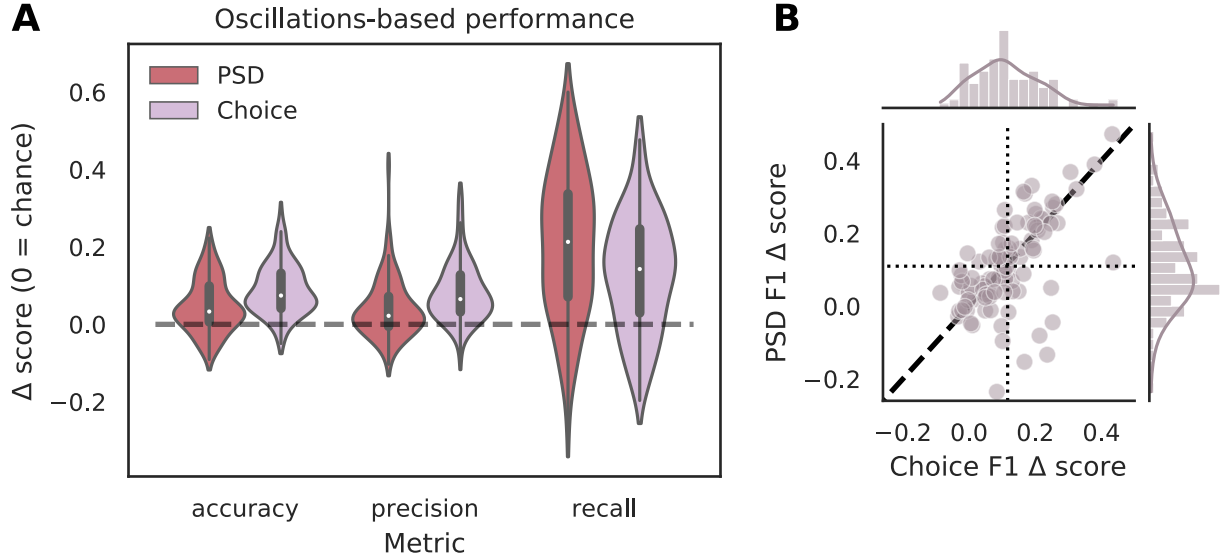 A
Oscillations-based performance
PSD
Choice
Δ score (0 = chance)
0.6
0.4
0.2
0.0
−0.2
accuracy
precision
recall
Metric
B
PSD F1 Δ score
0.4
0.2
0.0
−0.2
−0.2
0.0
0.2
0.4
Choice F1 Δ score